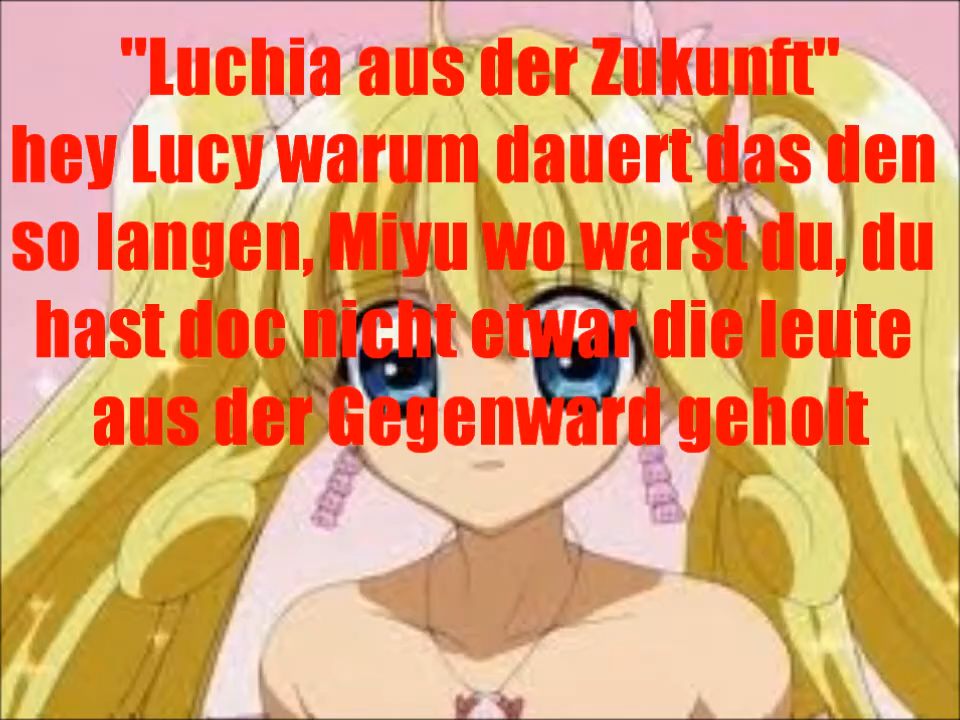 "Luchia aus der Zukunft"
hey Lucy warum dauert das den
so langen, Miyu wo warst du, du
hast doc nicht etwar die leute
aus der Gegenward geholt